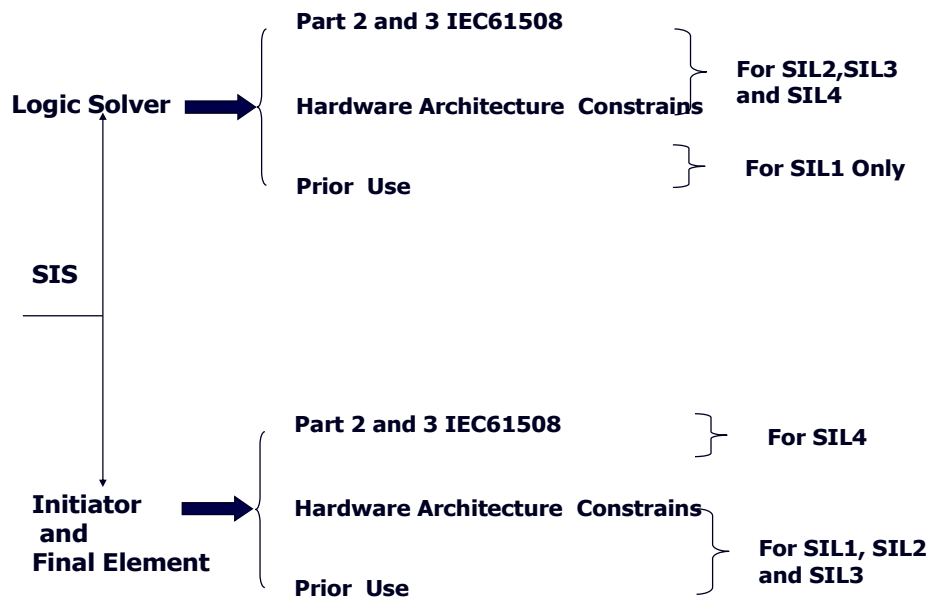 Part 2 and 3 IEC61508
For SIL2,SIL3
and SIL4
Logic Solver
Hardware Architecture Constrains
For SIL1 Only
Prior Use
SIS
Part 2 and 3 IEC61508
For SIL4
Initiator
and
Final Element
Hardware Architecture Constrains
For SIL1, SIL2
and SIL3
Prior Use